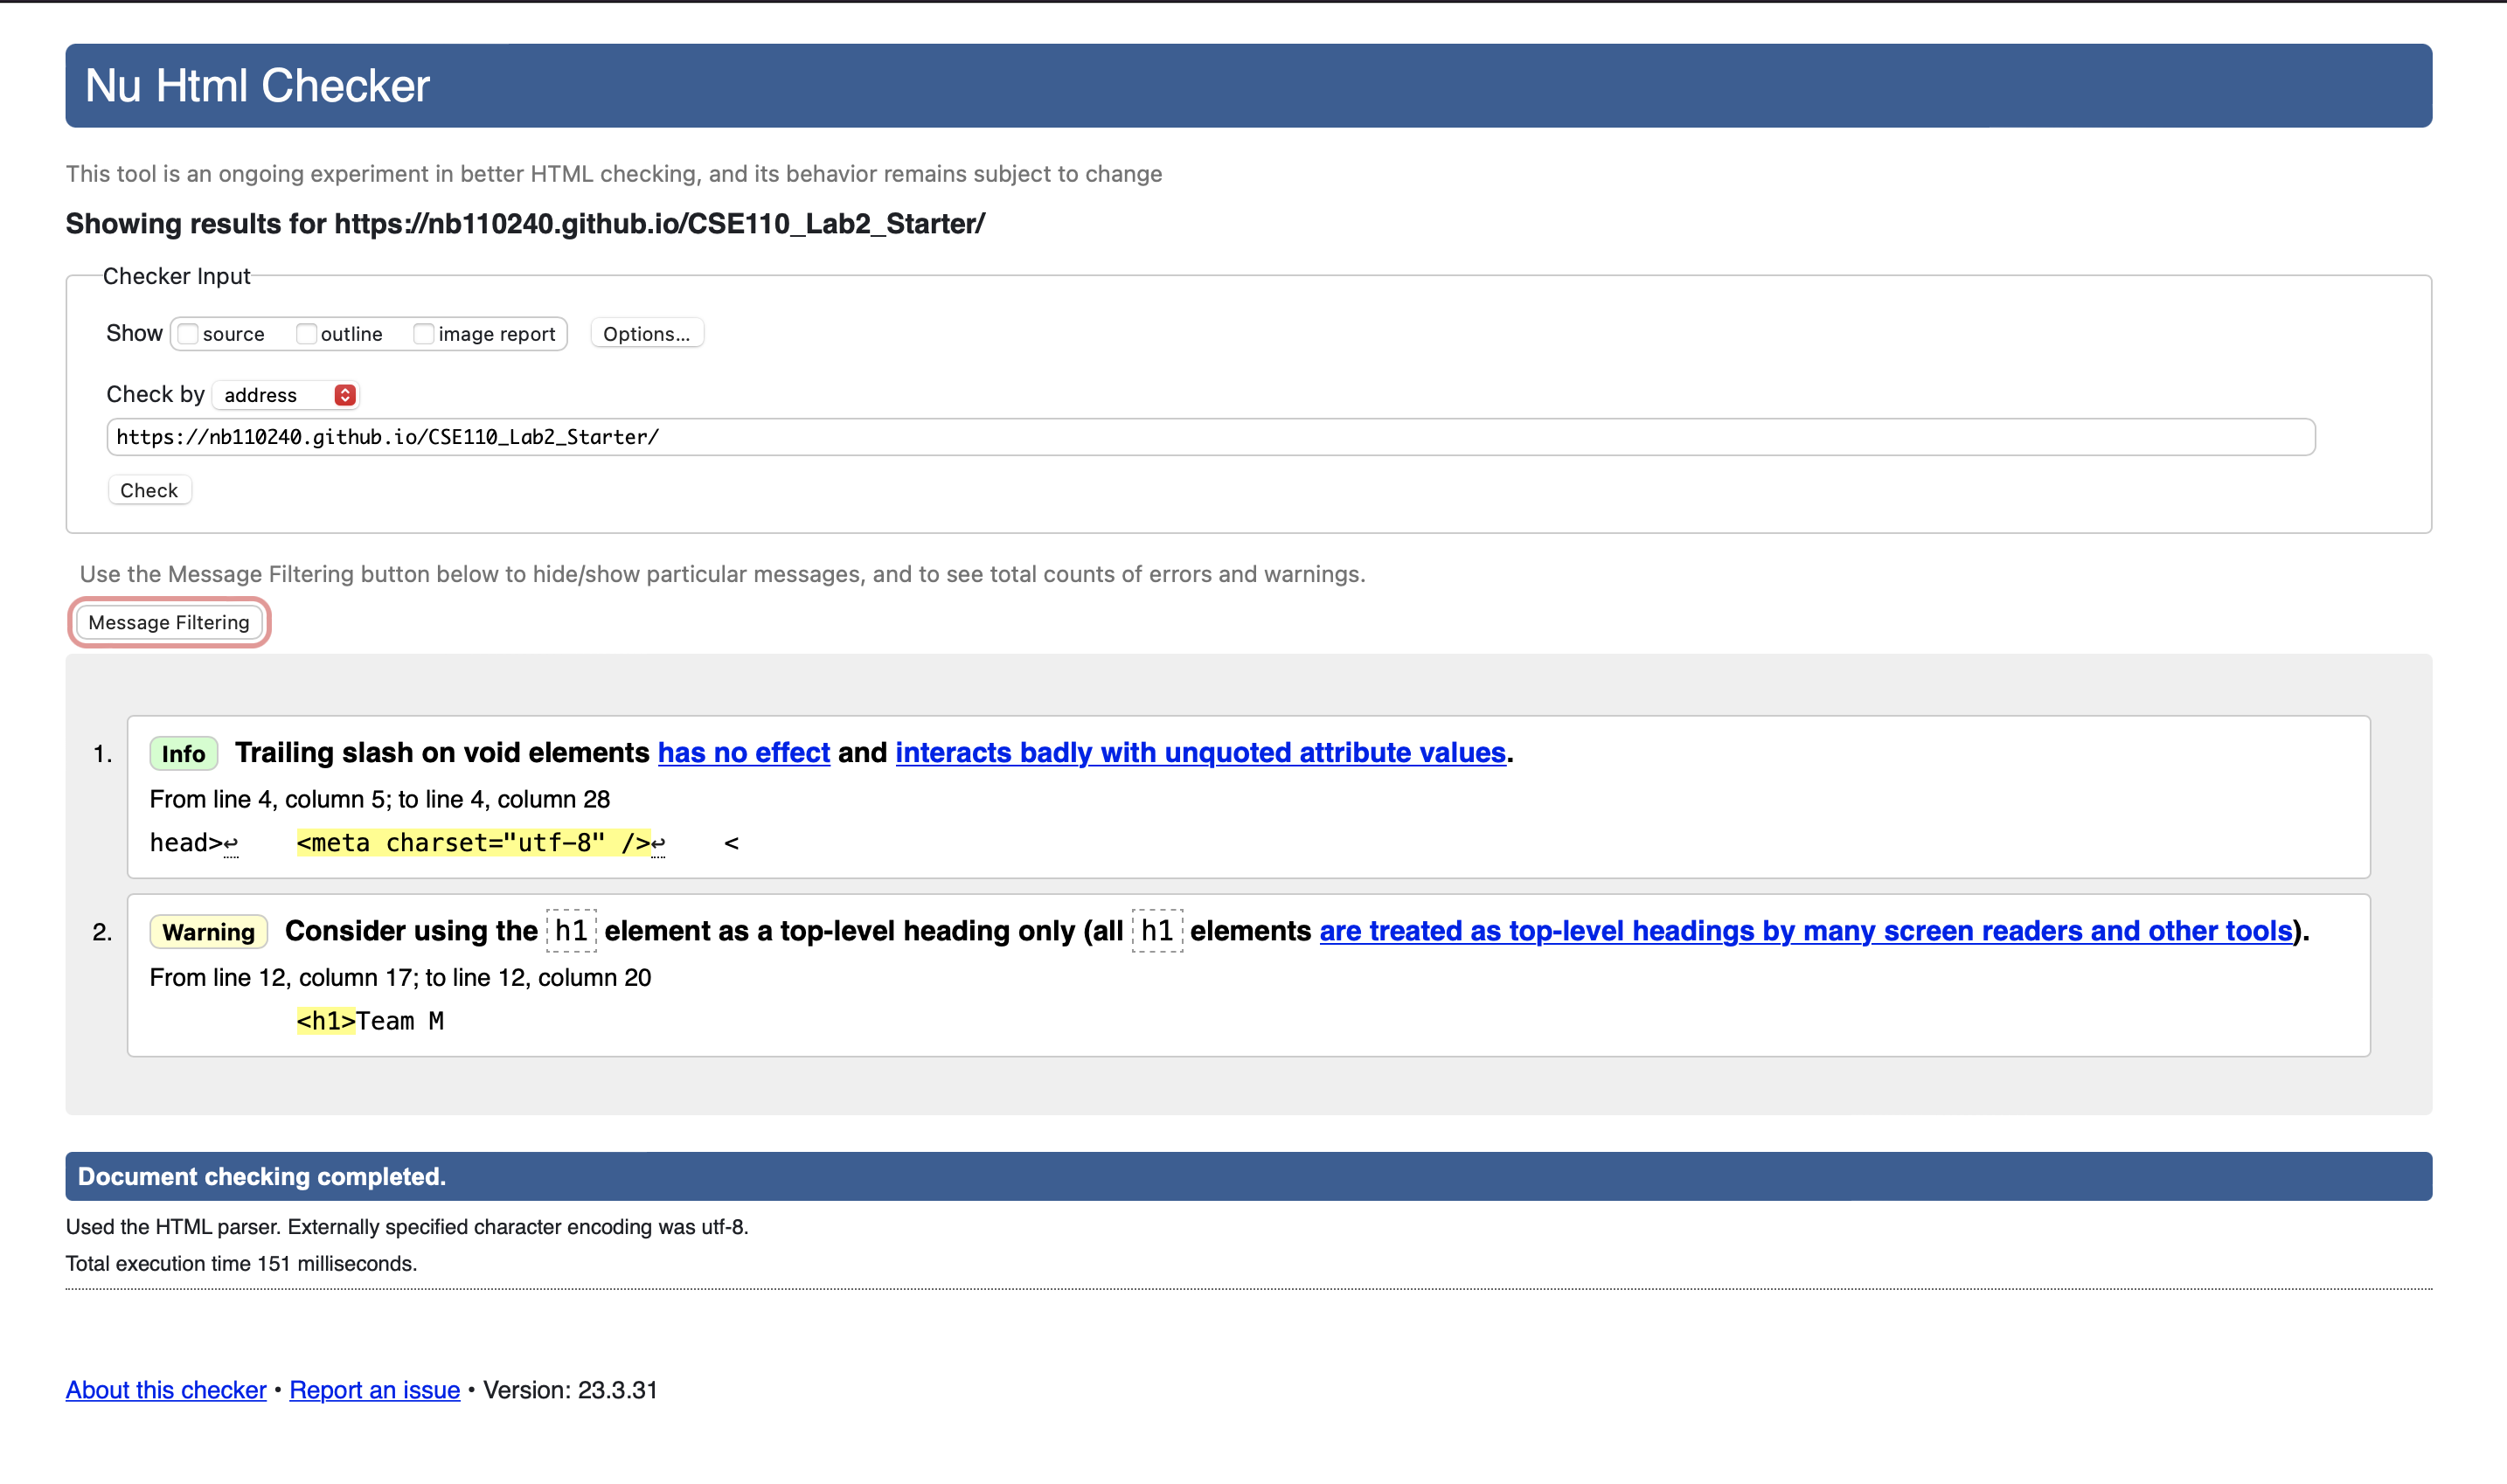 Nu Html Checker
This tool is an ongoing experiment in better HTML checking, and its behavior remains subject to change
Showing results for https://nb110240.github.io/CSE110_Lab2_Starter/
Checker Input
Show source outline image report Options...
Check by address
https://nb110240.github.io/CSE110_Lab2_Starter/
Check
Use the Message Filtering button below to hide/show particular messages, and to see total counts of errors and warnings.
Message Filtering
1. Info Trailing slash on void elements has no effect and interacts badly with unquoted attribute values.
From line 4, column 5; to line 4, column 28
head>↩ <meta charset="utf-8" />↩ <
2. Warning Consider using the h1 element as a top-level heading only (all h1 elements are treated as top-level headings by many screen readers and other tools).
From line 12, column 17; to line 12, column 20
<h1>Team M
Document checking completed.
Used the HTML parser. Externally specified character encoding was utf-8.
Total execution time 151 milliseconds.
About this checker • Report an issue • Version: 23.3.31